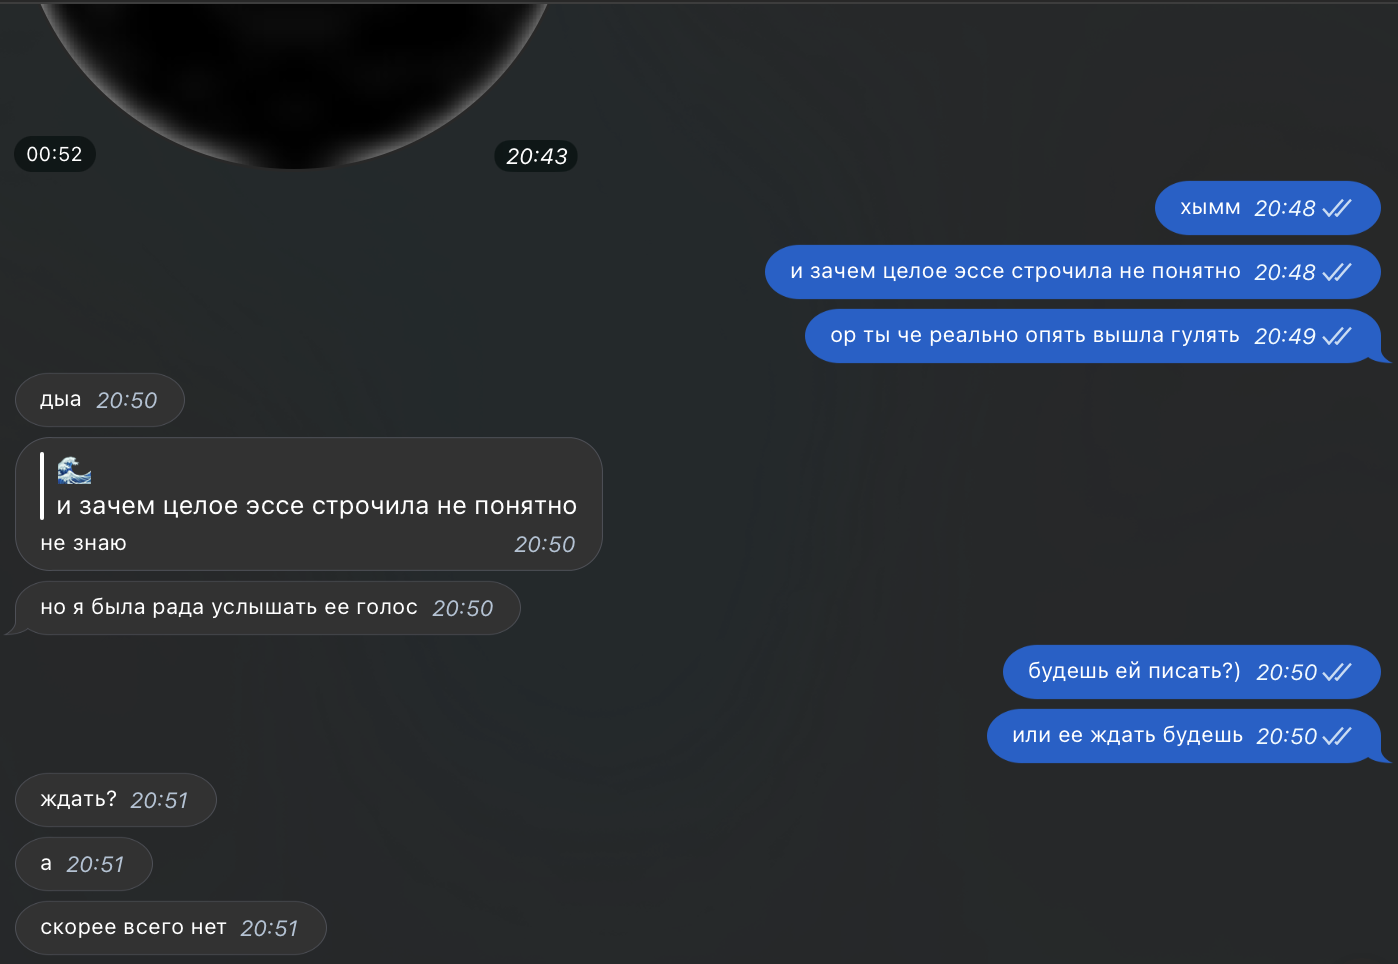 00:52
20:43
хымм 20:48
и зачем целое эссе строчила не понятно 20:48
ор ты че реально опять вышла гулять 20:49
дыа 20:50
🌊
и зачем целое эссе строчила не понятно
не знаю 20:50
но я была рада услышать ее голос 20:50
будешь ей писать?) 20:50
или ее ждать будешь 20:50
ждать? 20:51
а 20:51
скорее всего нет 20:51